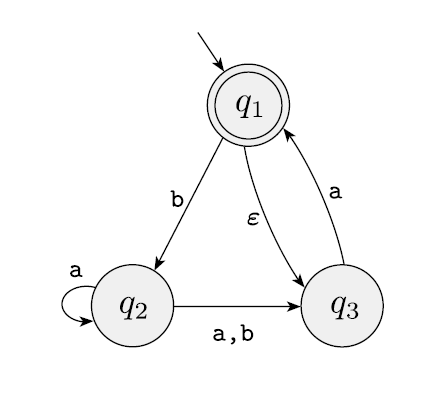 q₁
b
ε
a
a
q₂
q₃
a,b